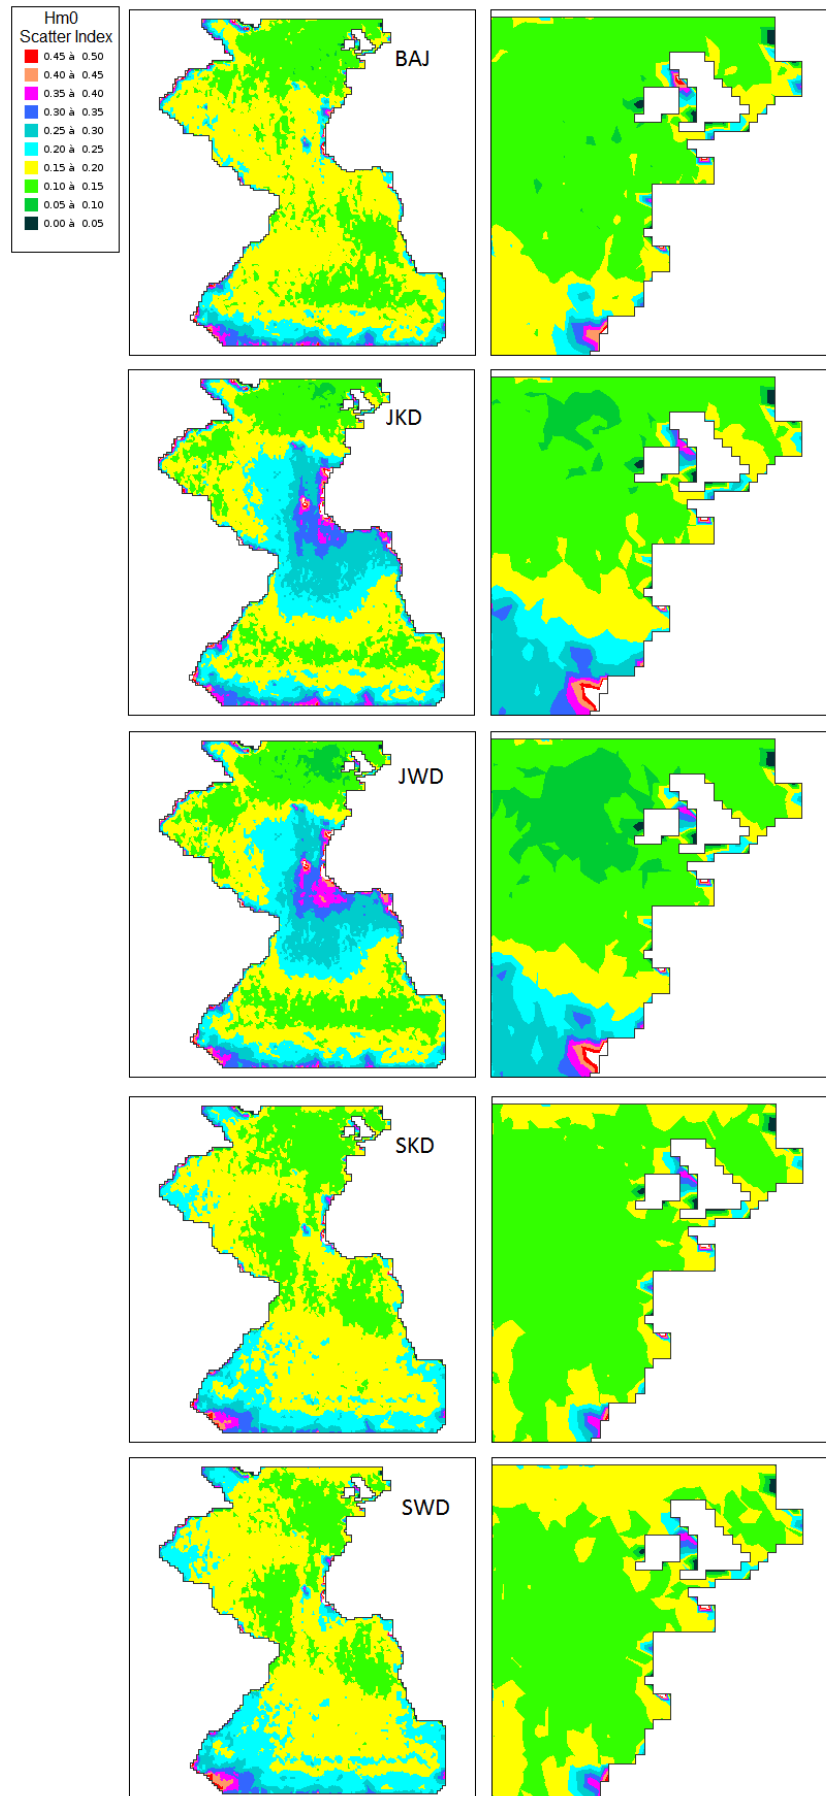 Hm0
Scatter Index
0.45 à 0.50
0.40 à 0.45
0.35 à 0.40
0.30 à 0.35
0.25 à 0.30
0.20 à 0.25
0.15 à 0.20
0.10 à 0.15
0.05 à 0.10
0.00 à 0.05
BAJ
JKD
JWD
SKD
SWD